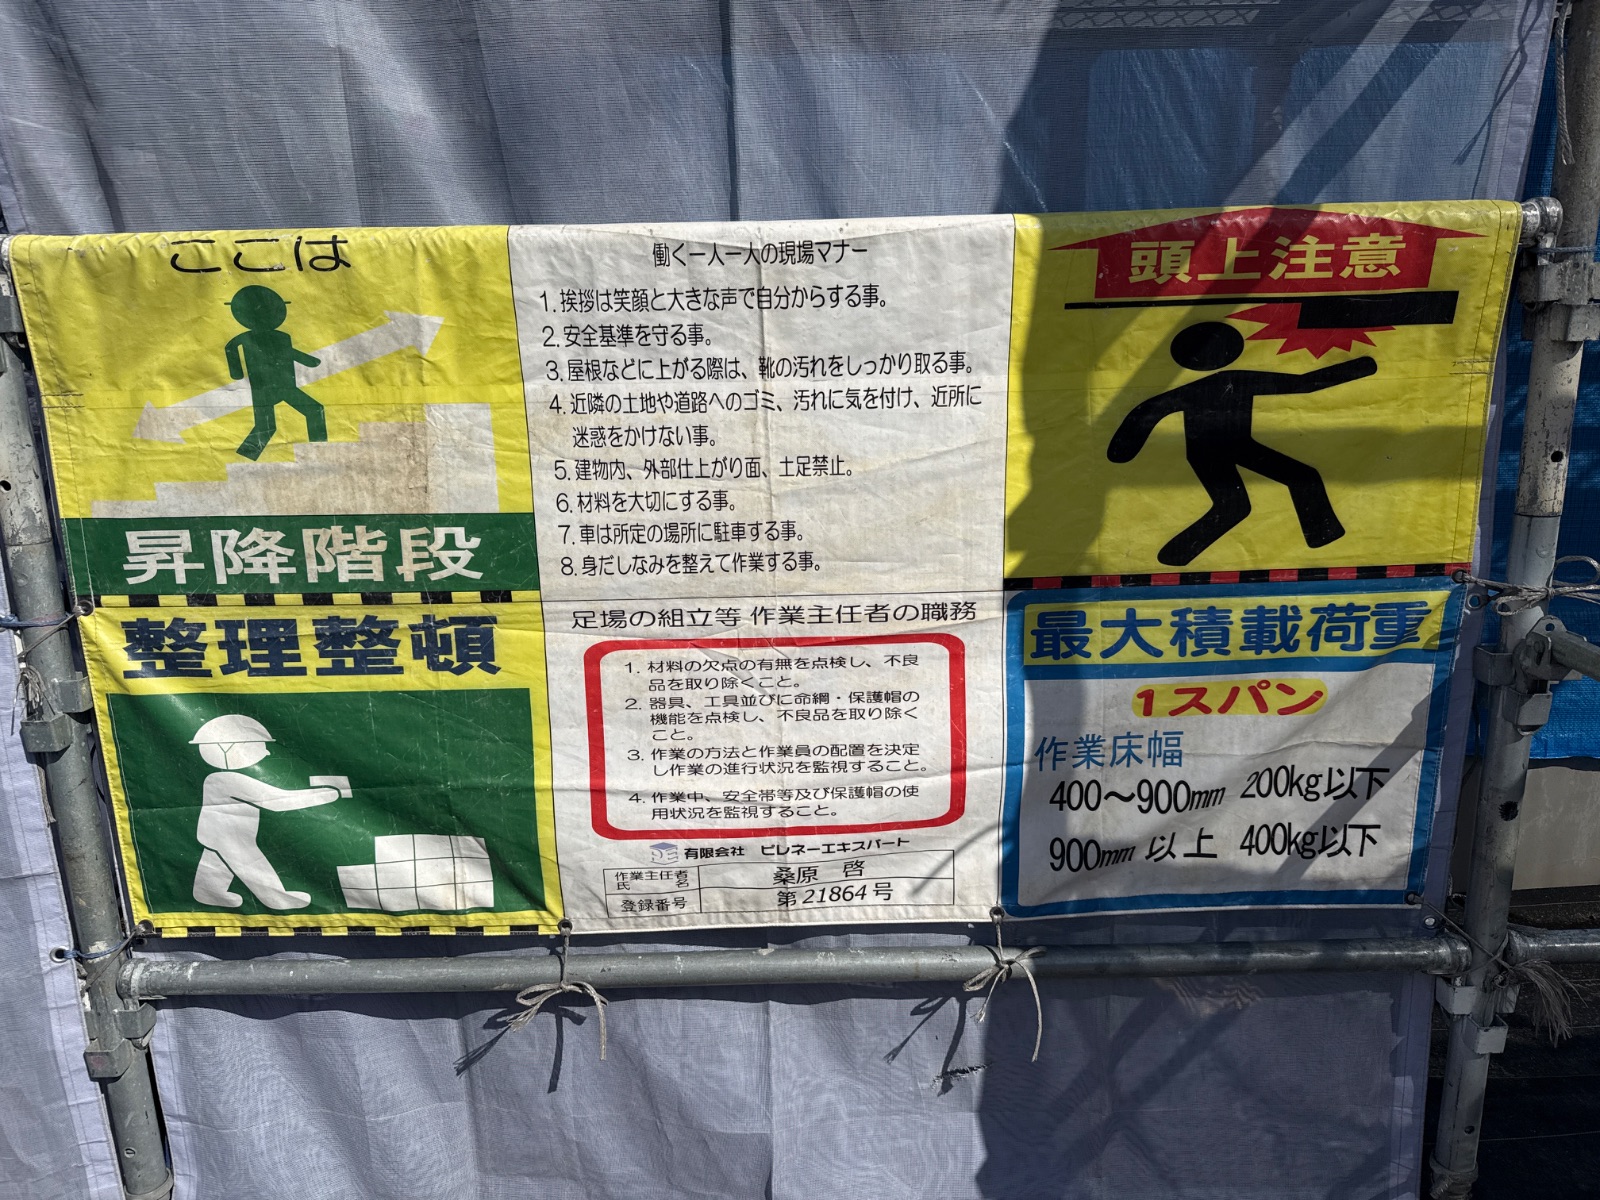 ここは
昇降階段
整理整頓
働く一人一人の現場マナー
1. 挨拶は笑顔と大きな声で自分からする事。
2. 安全基準を守る事。
3. 屋根などに上がる際は、靴の汚れをしっかり取る事。
4. 近隣の土地や道路へのゴミ、汚れに気を付け、近所に
迷惑をかけない事。
5. 建物内、外部仕上がり面、土足禁止。
6. 材料を大切にする事。
7. 車は所定の場所に駐車する事。
8. 身だしなみを整えて作業する事。
足場の組立等 作業主任者の職務
1. 材料の欠点の有無を点検し、不良
品を取り除くこと。
2. 器具、工具並びに命綱・保護帽の
機能を点検し、不良品を取り除く
こと。
3. 作業の方法と作業員の配置を決定
し作業の進行状況を監視すること。
4. 作業中、安全帯等及び保護帽の使
用状況を監視すること。
有限会社 ピレネーエキスパート
作業主任者
氏名
桑原 啓
登録番号
第21864号
頭上注意
最大積載荷重
1スパン
作業床幅
400〜900mm 200kg以下
900mm以上 400kg以下